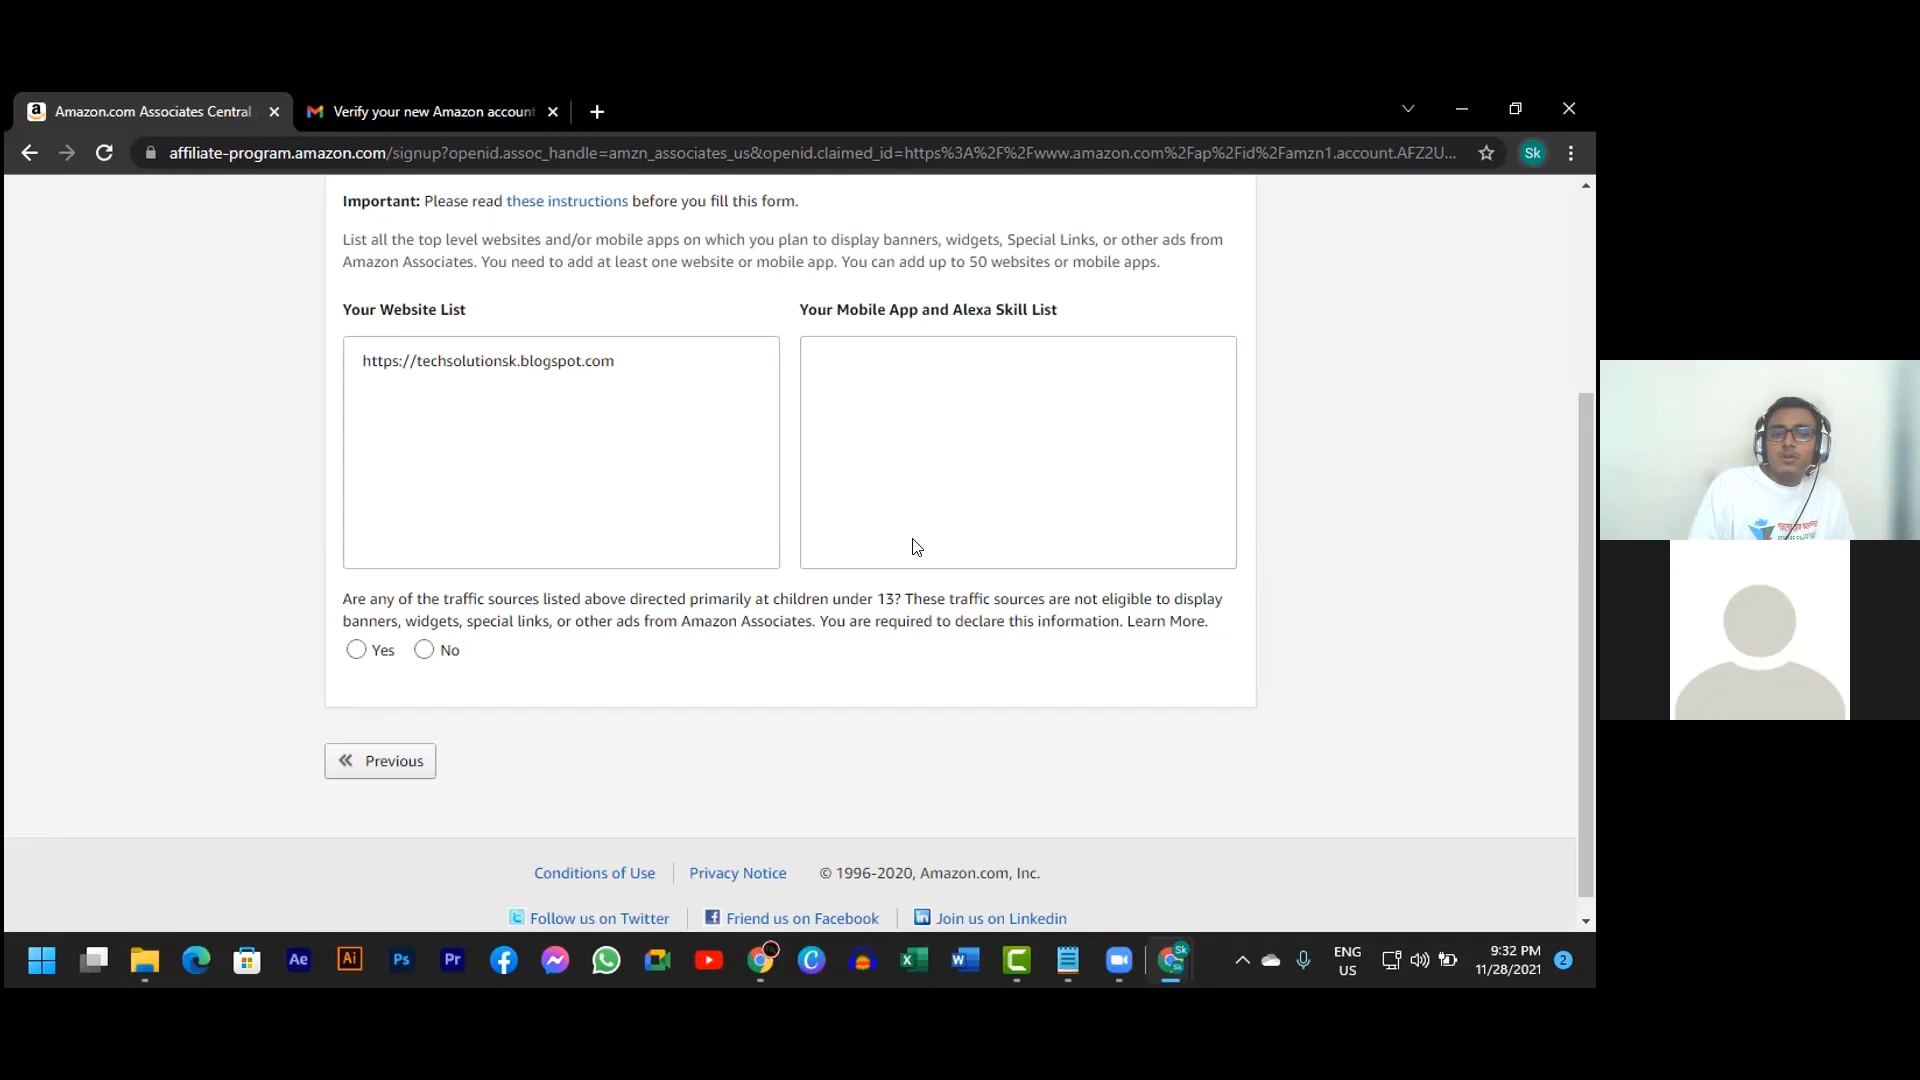 Amazon.com Associates Central
Verify your new Amazon account
affiliate-program.amazon.com/signup?openid.assoc_handle=amzn_associates_us&openid.claimed_id=https%3A%2F%2Fwww.amazon.com%2Fap%2Fid%2Famzn1.account.AFZ2U...
Sk
Important: Please read these instructions before you fill this form.
List all the top level websites and/or mobile apps on which you plan to display banners, widgets, Special Links, or other ads from
Amazon Associates. You need to add at least one website or mobile app. You can add up to 50 websites or mobile apps.
Your Website List
Your Mobile App and Alexa Skill List
https://techsolutionsk.blogspot.com
Are any of the traffic sources listed above directed primarily at children under 13? These traffic sources are not eligible to display
banners, widgets, special links, or other ads from Amazon Associates. You are required to declare this information. Learn More.
Yes No
« Previous
Conditions of Use Privacy Notice © 1996-2020, Amazon.com, Inc.
Follow us on Twitter Friend us on Facebook Join us on Linkedin
Ae Ai Ps Pr
ENG
US
9:32 PM
11/28/2021
2